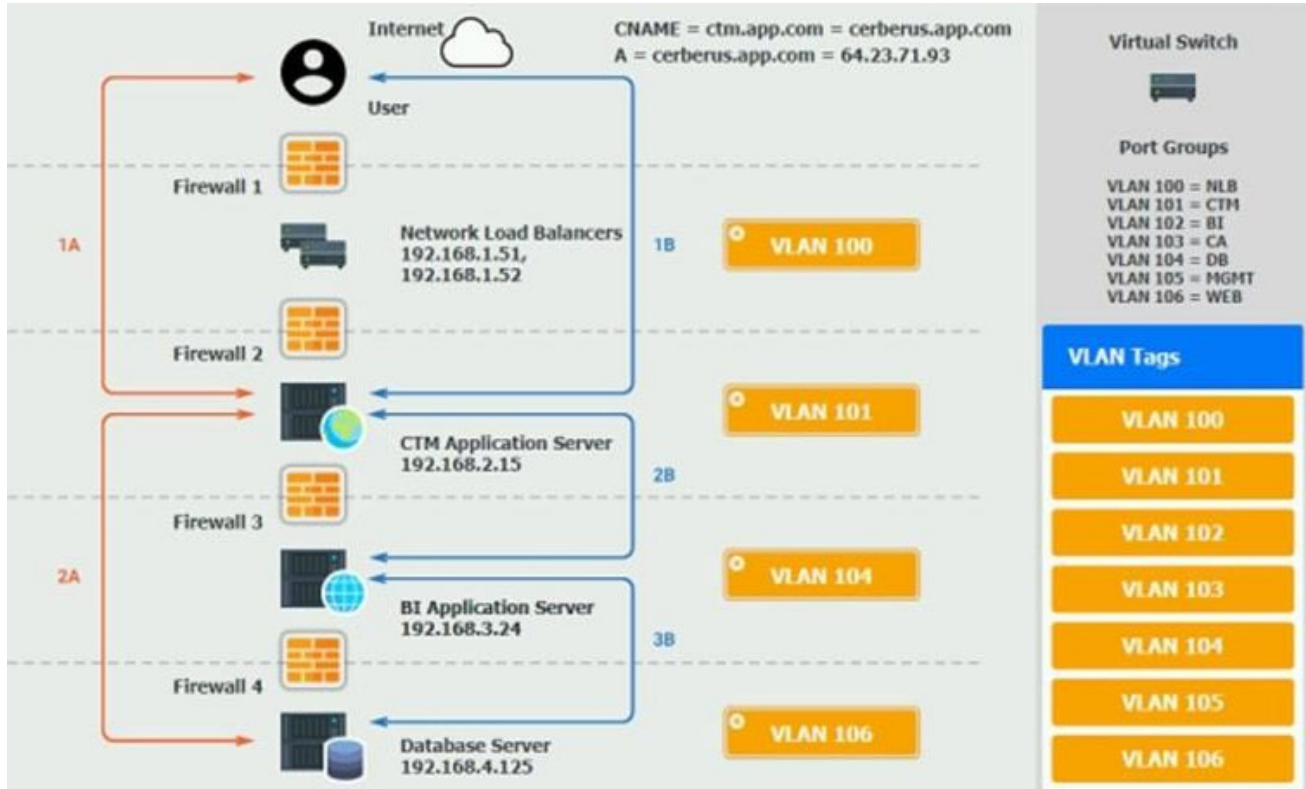 Internet
CNAME = ctm.app.com = cerberus.app.com
A = cerberus.app.com = 64.23.71.93
User
Firewall 1
1A
Network Load Balancers
192.168.1.51,
192.168.1.52
1B
VLAN 100
Firewall 2
VLAN 101
CTM Application Server
192.168.2.15
2B
Firewall 3
2A
VLAN 104
BI Application Server
192.168.3.24
3B
Firewall 4
VLAN 106
Database Server
192.168.4.125
Virtual Switch
Port Groups
VLAN 100 = NLB
VLAN 101 = CTM
VLAN 102 = BI
VLAN 103 = CA
VLAN 104 = DB
VLAN 105 = MGMT
VLAN 106 = WEB
VLAN Tags
VLAN 100
VLAN 101
VLAN 102
VLAN 103
VLAN 104
VLAN 105
VLAN 106